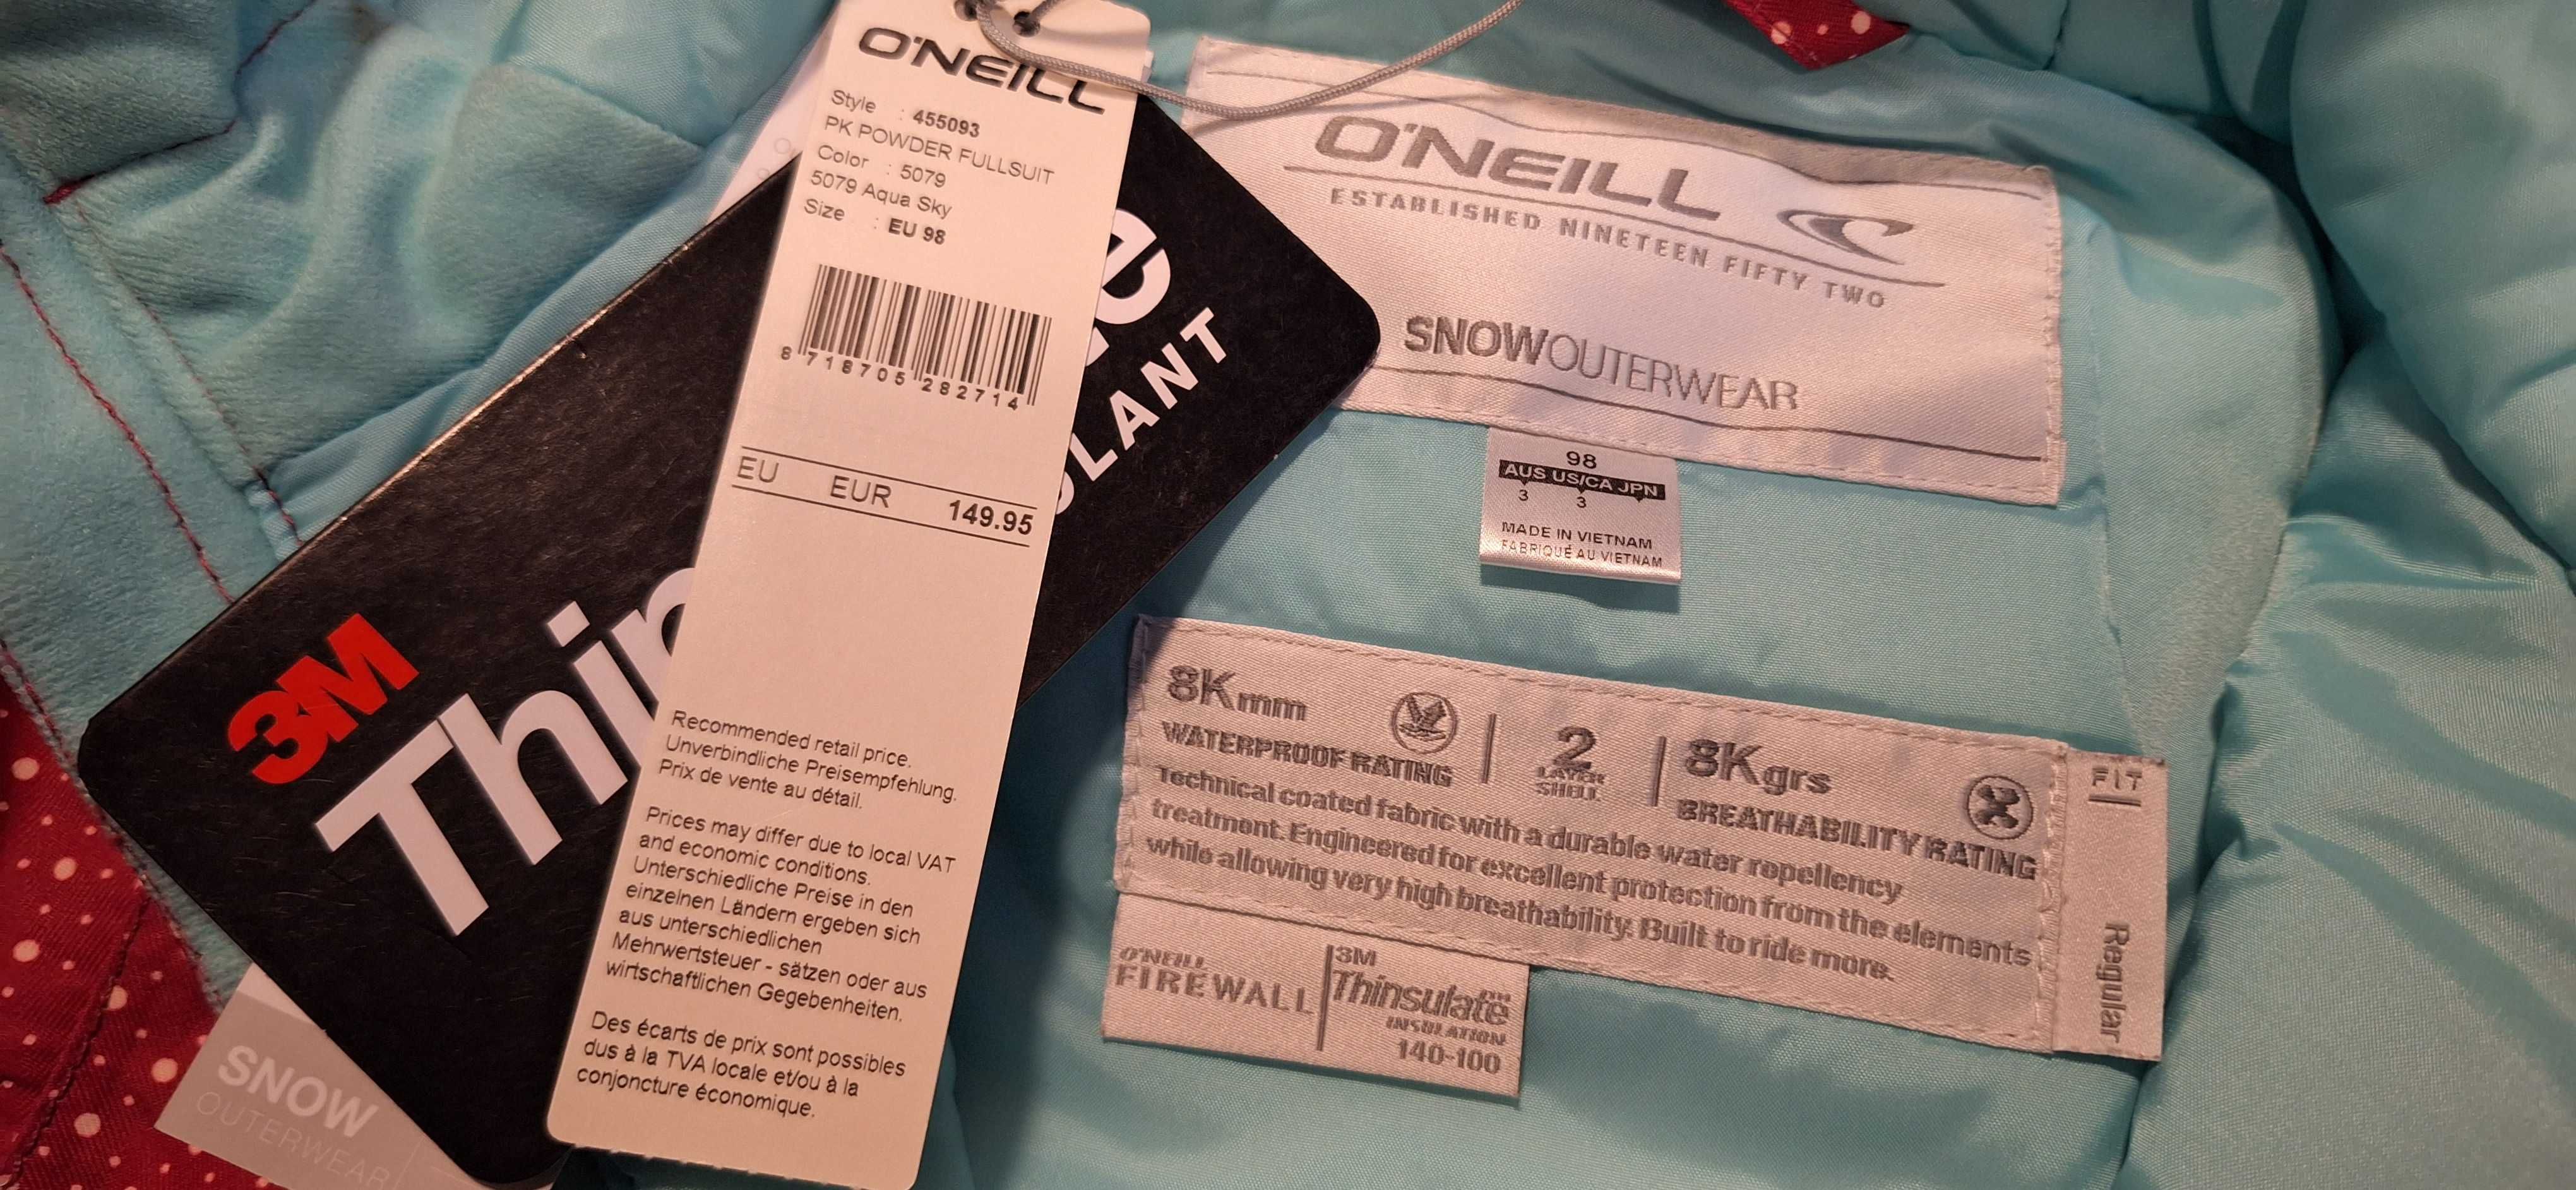 O'NEILL
Style : 455093
PK POWDER FULLSUIT
Color : 5079
5079 Aqua Sky
Size : EU 98
8 718705 282714
EU EUR 149.95
Recommended retail price.
Unverbindliche Preisempfehlung.
Prix de vente au détail.
Prices may differ due to local VAT
and economic conditions.
Unterschiedliche Preise in den
einzelnen Ländern ergeben sich
aus unterschiedlichen
Mehrwertsteuer - sätzen oder aus
wirtschaftlichen Gegebenheiten.
Des écarts de prix sont possibles
dus à la TVA locale et/ou à la
conjoncture économique.
3M
SNOW
OUTERWEAR
O'NEILL
ESTABLISHED NINETEEN FIFTY TWO
SNOWOUTERWEAR
98
AUS US/CA JPN
3 3
MADE IN VIETNAM
FABRIQUÉ AU VIETNAM
8K mm
WATERPROOF RATING
2
LAYER
SHELL
8K grs
BREATHABILITY RATING
Technical coated fabric with a durable water repellency
treatment. Engineered for excellent protection from the elements
while allowing very high breathability. Built to ride more.
FIT
Regular
O'NEILL
FIREWALL
3M
Thinsulate™
INSULATION
140-100